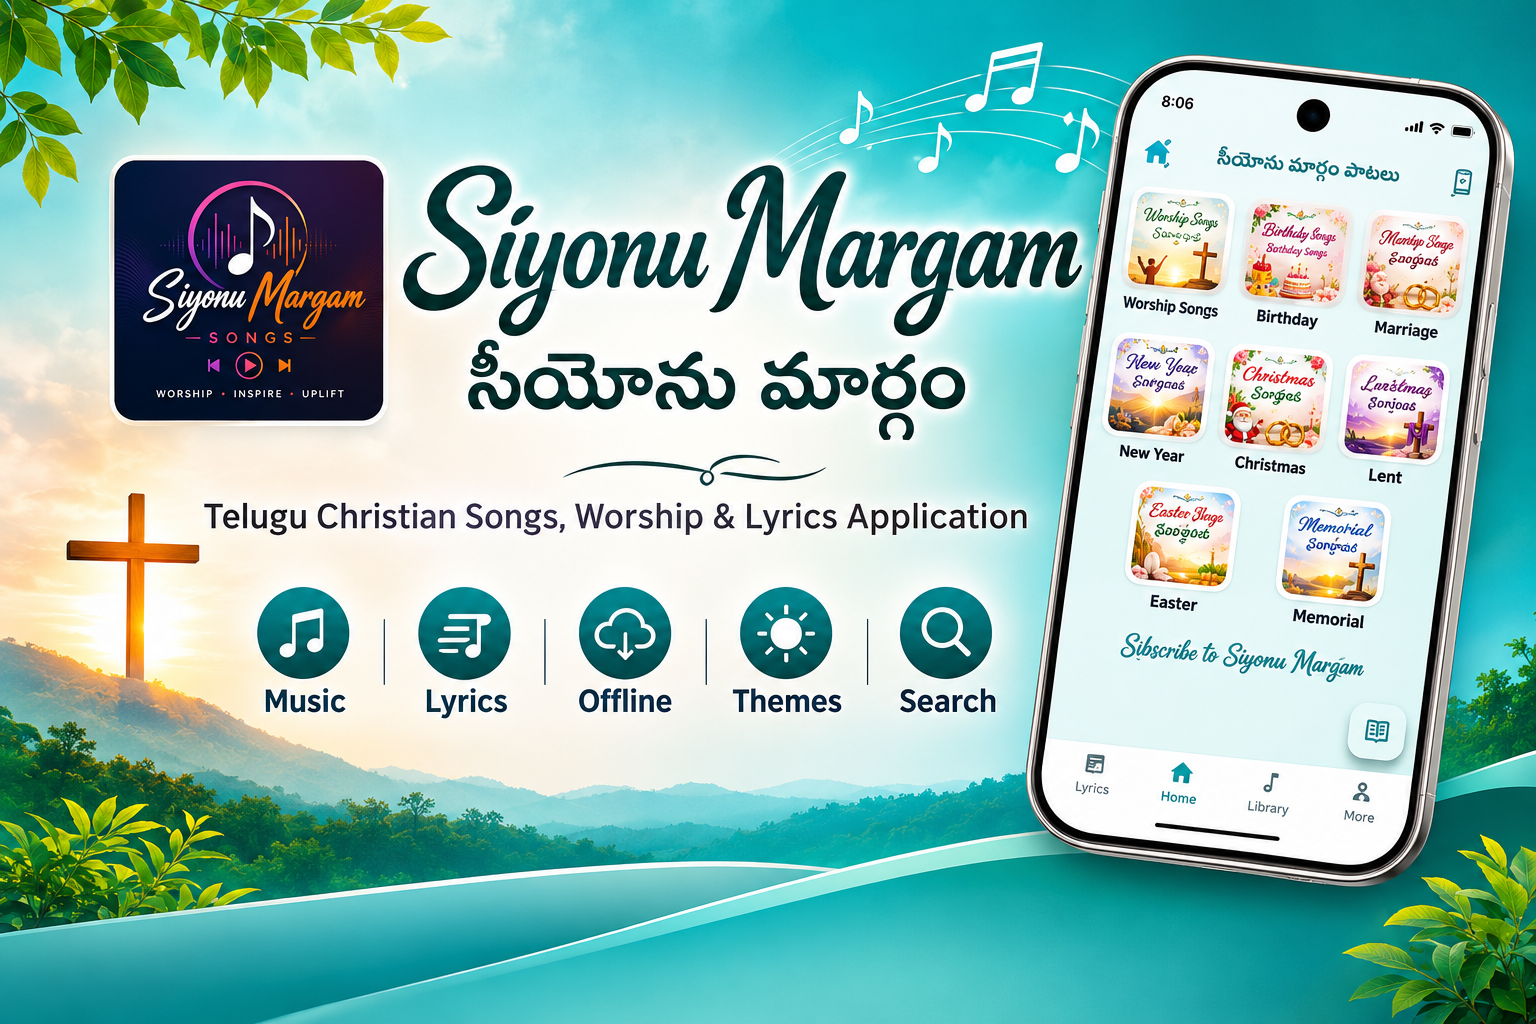 Siyonu Margam
SONGS
WORSHIP • INSPIRE • UPLIFT
Siyonu Margam
సీయోను మార్గం
Telugu Christian Songs, Worship & Lyrics Application
Music
Lyrics
Offline
Themes
Search
8:06
సీయోను మార్గం పాటలు
Worship Songs
Worship Songs
Birthday Songs
Birthday
Marriage
New Year
New Year
Christmas
Christmas
Lent
Easter
Easter
Memorial
Memorial
Sibscribe to Siyonu Margam
Lyrics
Home
Library
More